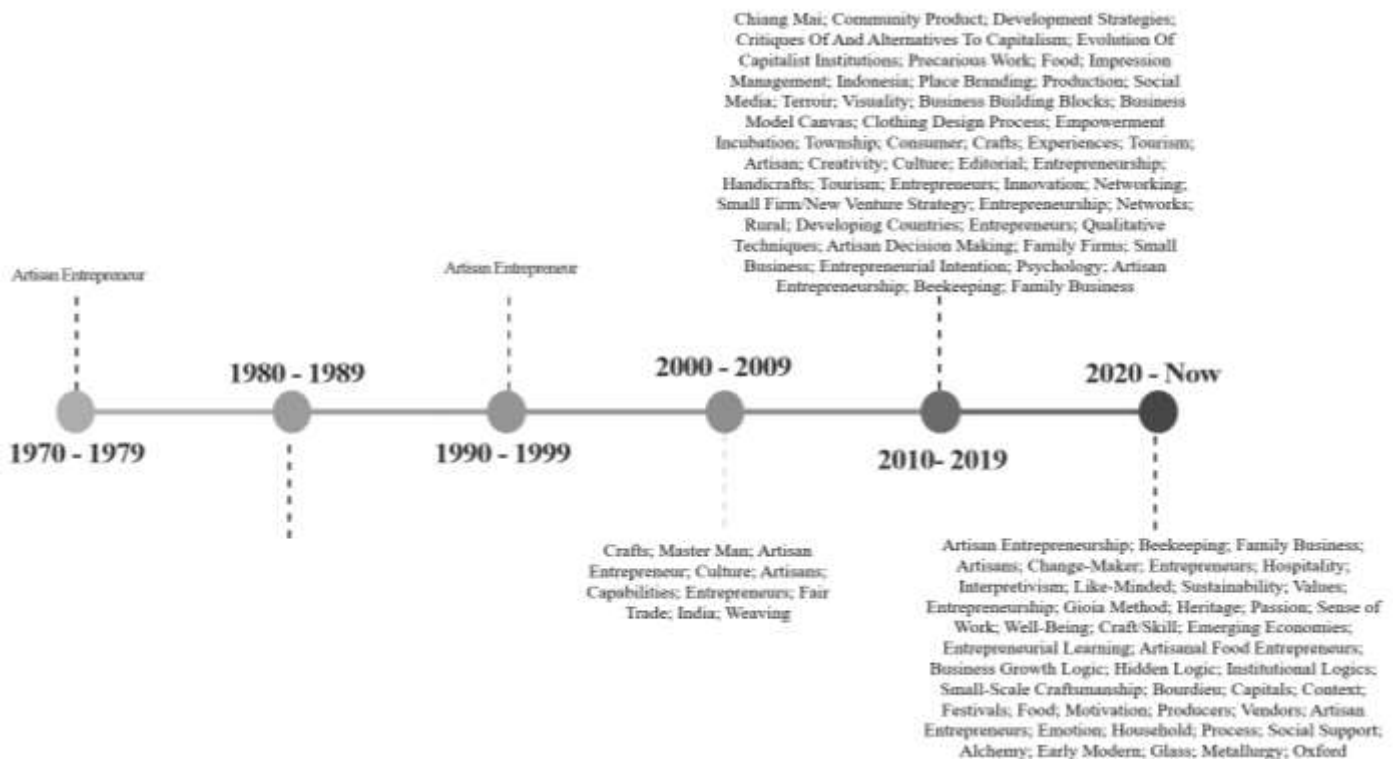 Chiang Mai; Community Product; Development Strategies;
Critiques Of And Alternatives To Capitalism; Evolution Of
Capitalist Institutions; Precarious Work; Food; Impression
Management; Indonesia; Place Branding; Production; Social
Media; Terroir; Visuality; Business Building Blocks; Business
Model Canvas; Clothing Design Process; Empowerment
Incubation; Township; Consumer; Crafts; Experiences; Tourism;
Artisan; Creativity; Culture; Editorial; Entrepreneurship;
Handicrafts; Tourism; Entrepreneurs; Innovation; Networking;
Small Firm/New Venture Strategy; Entrepreneurship; Networks;
Rural; Developing Countries; Entrepreneurs; Qualitative
Techniques; Artisan Decision Making; Family Firms; Small
Business; Entrepreneurial Intention; Psychology; Artisan
Entrepreneurship; Beekeeping; Family Business
Artisan Entrepreneur
Artisan Entrepreneur
1980 - 1989
2000 - 2009
2020 - Now
1970 - 1979
1990 - 1999
2010- 2019
Crafts; Master Man; Artisan
Entrepreneur; Culture; Artisans;
Capabilities; Entrepreneurs; Fair
Trade; India; Weaving
Artisan Entrepreneurship; Beekeeping; Family Business;
Artisans; Change-Maker; Entrepreneurs; Hospitality;
Interpretivism; Like-Minded; Sustainability; Values;
Entrepreneurship; Gioia Method; Heritage; Passion; Sense of
Work; Well-Being; Craft/Skill; Emerging Economies;
Entrepreneurial Learning; Artisanal Food Entrepreneurs;
Business Growth Logic; Hidden Logic; Institutional Logics;
Small-Scale Craftsmanship; Bourdieu; Capitals; Context;
Festivals; Food; Motivation; Producers; Vendors; Artisan
Entrepreneurs; Emotion; Household; Process; Social Support;
Alchemy; Early Modern; Glass; Metallurgy; Oxford